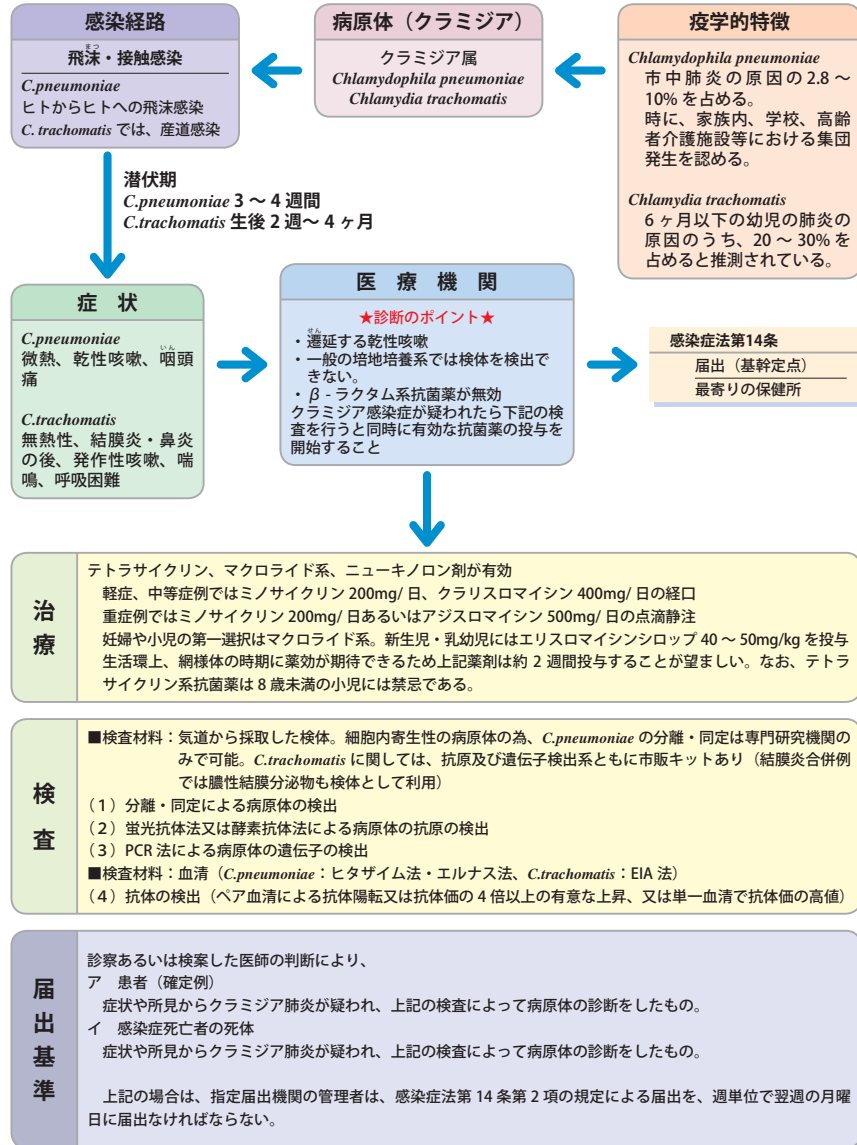 感染経路
飛沫・接触感染
まつ
C.pneumoniae
ヒトからヒトへの飛沫感染
C. trachomatis では、産道感染
病原体（クラミジア）
クラミジア属
Chlamydophila pneumoniae
Chlamydia trachomatis
疫学的特徴
Chlamydophila pneumoniae
市中肺炎の原因の2.8～
10% を占める。
時に、家族内、学校、高齢
者介護施設等における集団
発生を認める。
Chlamydia trachomatis
6 ヶ月以下の幼児の肺炎の
原因のうち、20 ～ 30% を
占めると推測されている。
潜伏期
C.pneumoniae 3 ～ 4 週間
C.trachomatis 生後 2 週～ 4 ヶ月
症 状
C.pneumoniae
微熱、乾性咳嗽、咽頭
いん
痛
C.trachomatis
無熱性、結膜炎・鼻炎
の後、発作性咳嗽、喘
鳴、呼吸困難
医 療 機 関
★診断のポイント★
せん
・遷延する乾性咳嗽
・一般の培地培養系では検体を検出で
きない。
・β - ラクタム系抗菌薬が無効
クラミジア感染症が疑われたら下記の検
査を行うと同時に有効な抗菌薬の投与を
開始すること
感染症法第14条
届出（基幹定点）
最寄りの保健所
治療
テトラサイクリン、マクロライド系、ニューキノロン剤が有効
軽症、中等症例ではミノサイクリン 200mg/ 日、クラリスロマイシン 400mg/ 日の経口
重症例ではミノサイクリン 200mg/ 日あるいはアジスロマイシン 500mg/ 日の点滴静注
妊婦や小児の第一選択はマクロライド系。新生児・乳幼児にはエリスロマイシンシロップ 40 ～ 50mg/kg を投与
生活環上、網様体の時期に薬効が期待できるため上記薬剤は約 2 週間投与することが望ましい。なお、テトラ
サイクリン系抗菌薬は 8 歳未満の小児には禁忌である。
検査
■検査材料：気道から採取した検体。細胞内寄生性の病原体の為、C.pneumoniae の分離・同定は専門研究機関の
みで可能。C.trachomatis に関しては、抗原及び遺伝子検出系ともに市販キットあり（結膜炎合併例
では膿性結膜分泌物も検体として利用）
（１）分離・同定による病原体の検出
（２）蛍光抗体法又は酵素抗体法による病原体の抗原の検出
（３）PCR 法による病原体の遺伝子の検出
■検査材料：血清（C.pneumoniae：ヒタザイム法・エルナス法、C.trachomatis：EIA 法）
（４）抗体の検出（ペア血清による抗体陽転又は抗体価の 4 倍以上の有意な上昇、又は単一血清で抗体価の高値）
届出基準
診察あるいは検案した医師の判断により、
ア　患者（確定例）
症状や所見からクラミジア肺炎が疑われ、上記の検査によって病原体の診断をしたもの。
イ　感染症死亡者の死体
症状や所見からクラミジア肺炎が疑われ、上記の検査によって病原体の診断をしたもの。
上記の場合は、指定届出機関の管理者は、感染症法第 14 条第 2 項の規定による届出を、週単位で翌週の月曜
日に届出なければならない。